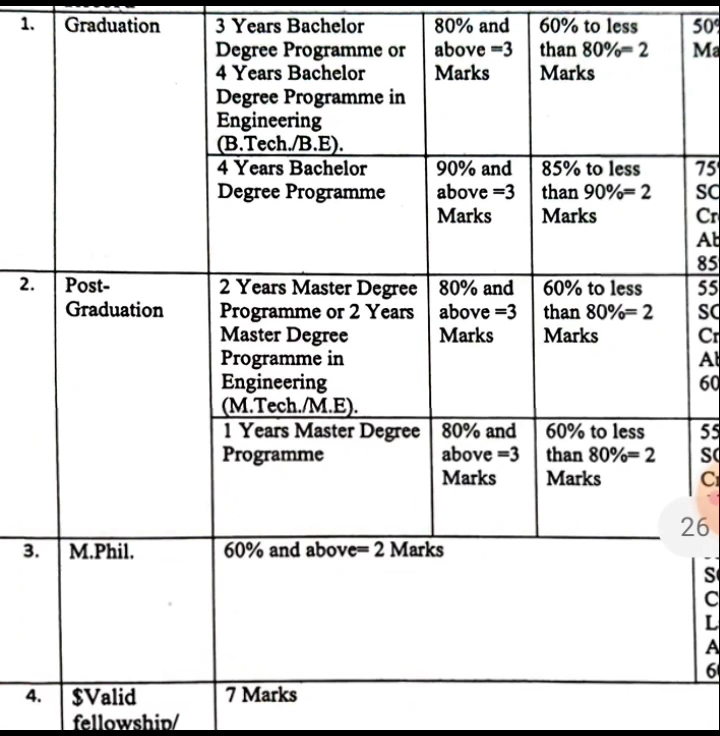 1.
Graduation
3 Years Bachelor
Degree Programme or
4 Years Bachelor
Degree Programme in
Engineering
(B.Tech./B.E).
80% and
above =3
Marks
60% to less
than 80%= 2
Marks
4 Years Bachelor
Degree Programme
90% and
above =3
Marks
85% to less
than 90%= 2
Marks
2.
Post-
Graduation
2 Years Master Degree
Programme or 2 Years
Master Degree
Programme in
Engineering
(M.Tech./M.E).
80% and
above =3
Marks
60% to less
than 80%= 2
Marks
1 Years Master Degree
Programme
80% and
above =3
Marks
60% to less
than 80%= 2
Marks
26
3.
M.Phil.
60% and above= 2 Marks
4.
$Valid
fellowship/
7 Marks